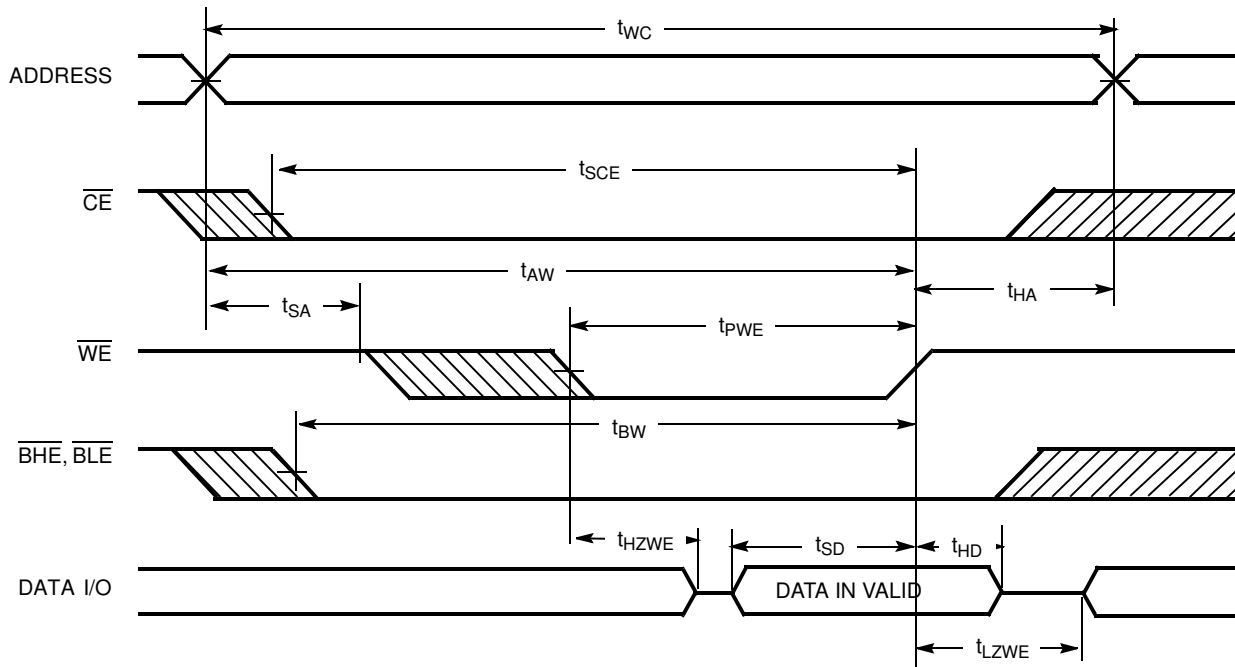 tWC
ADDRESS
tSCE
CE
tAW
tSA
tHA
tPWE
WE
tBW
BHE, BLE
tHZWE
tSD
tHD
DATA I/O
DATA IN VALID
tLZWE